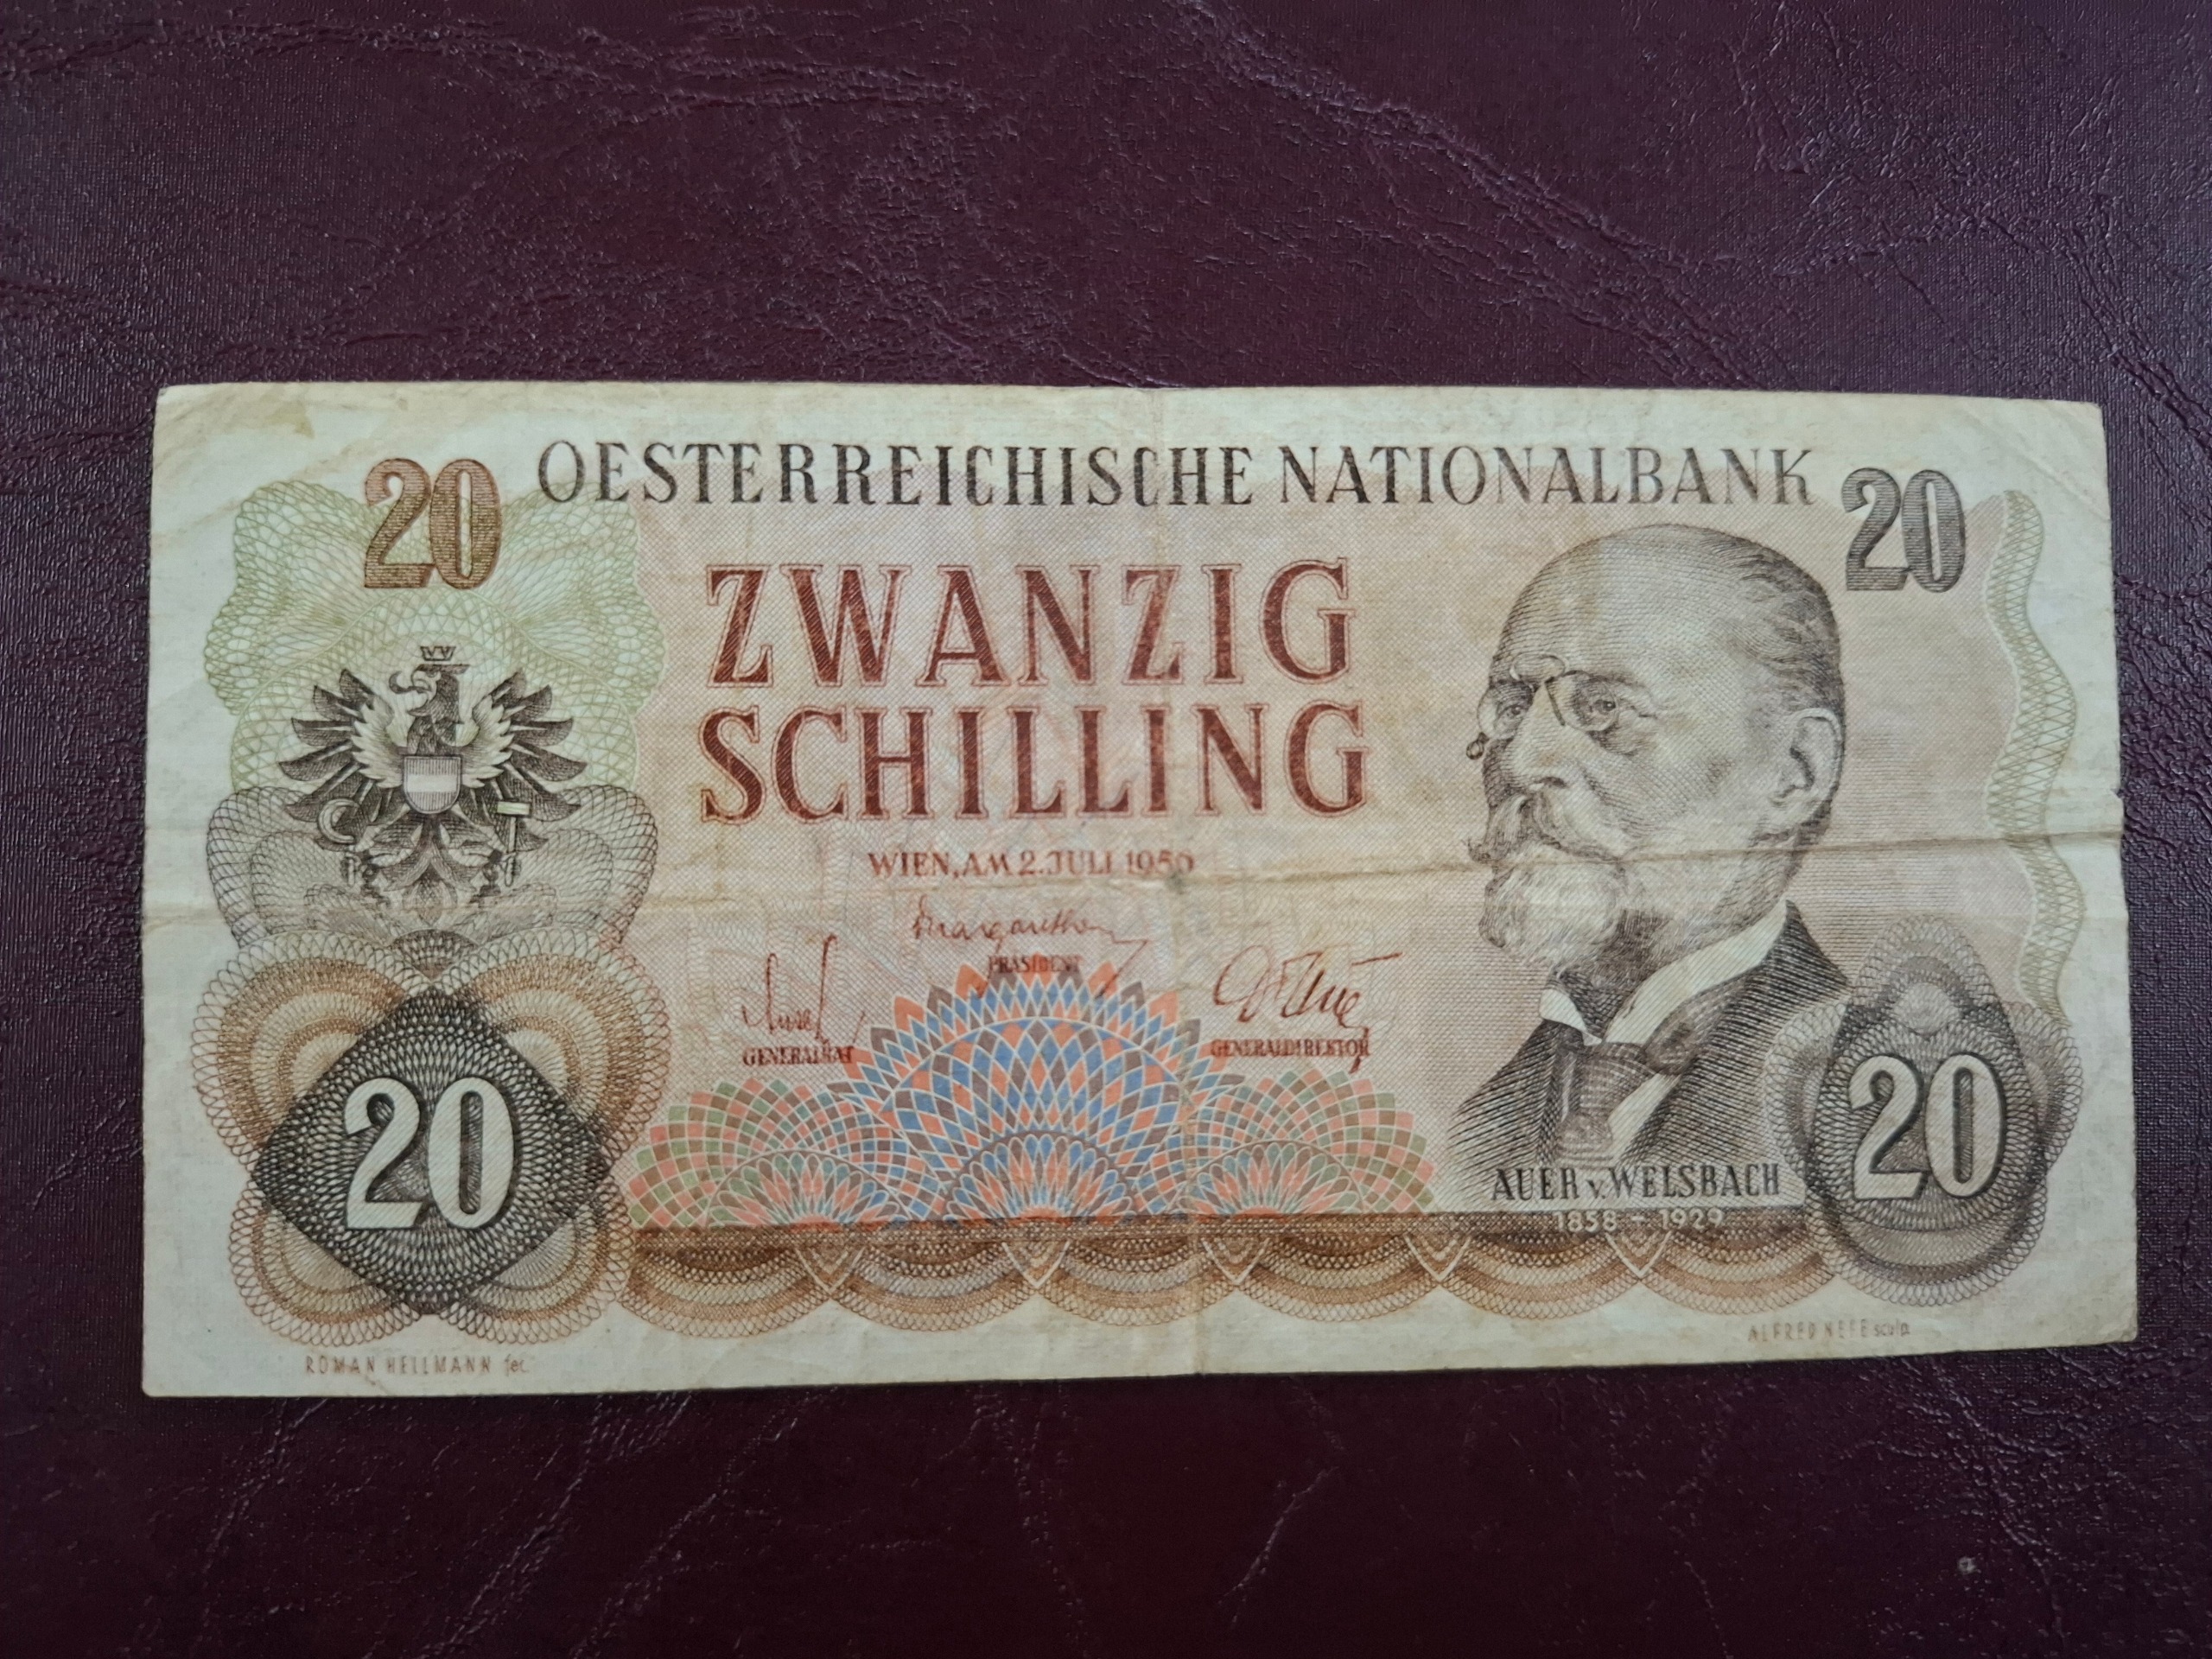 20 OESTERREICHISCHE NATIONALBANK 20
ZWANZIG
SCHILLING
WIEN, AM 2. JULI 1956
PRÄSIDENT
GENERALRAT
GENERALDIREKTOR
20
AUER v. WELSBACH
1858 + 1929
20
ROMAN HELLMANN fec.
ALFRED NEFE sculp.